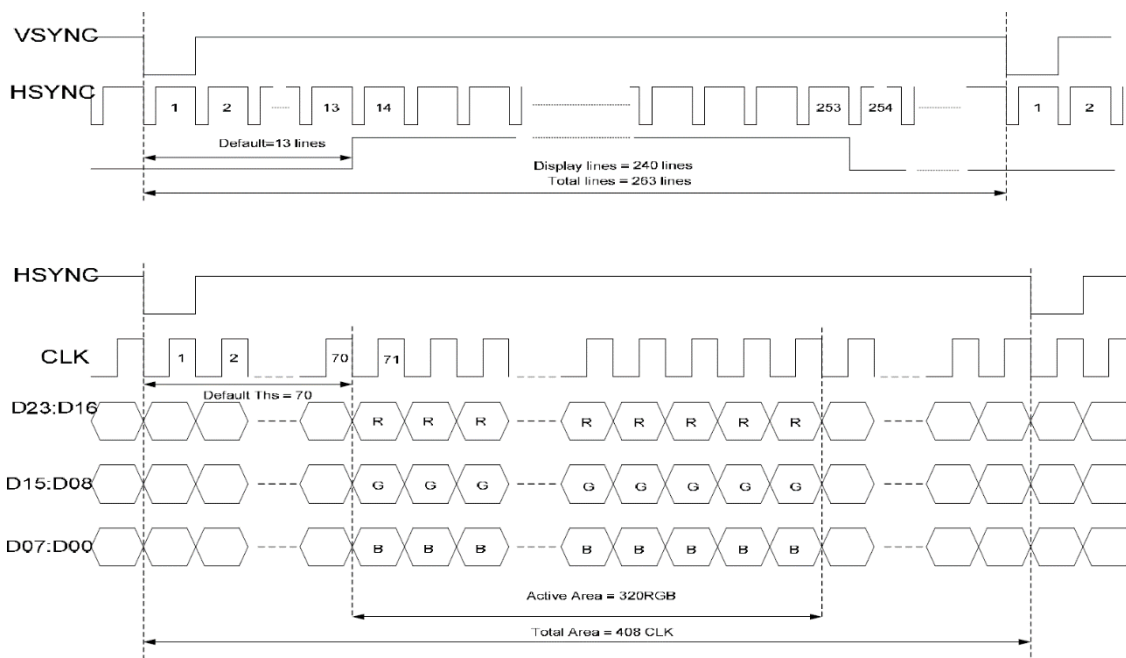 VSYNC
HSYNC 1 2 13 14 253 254 1 2
Default=13 lines
Display lines = 240 lines
Total lines = 263 lines
HSYNC
CLK 1 2 70 71
Default Ths = 70
D23:D16 R R R R R R R R
D15:D08 G G G G G G G G
D07:D00 B B B B B B B B
Active Area = 320RGB
Total Area = 408 CLK